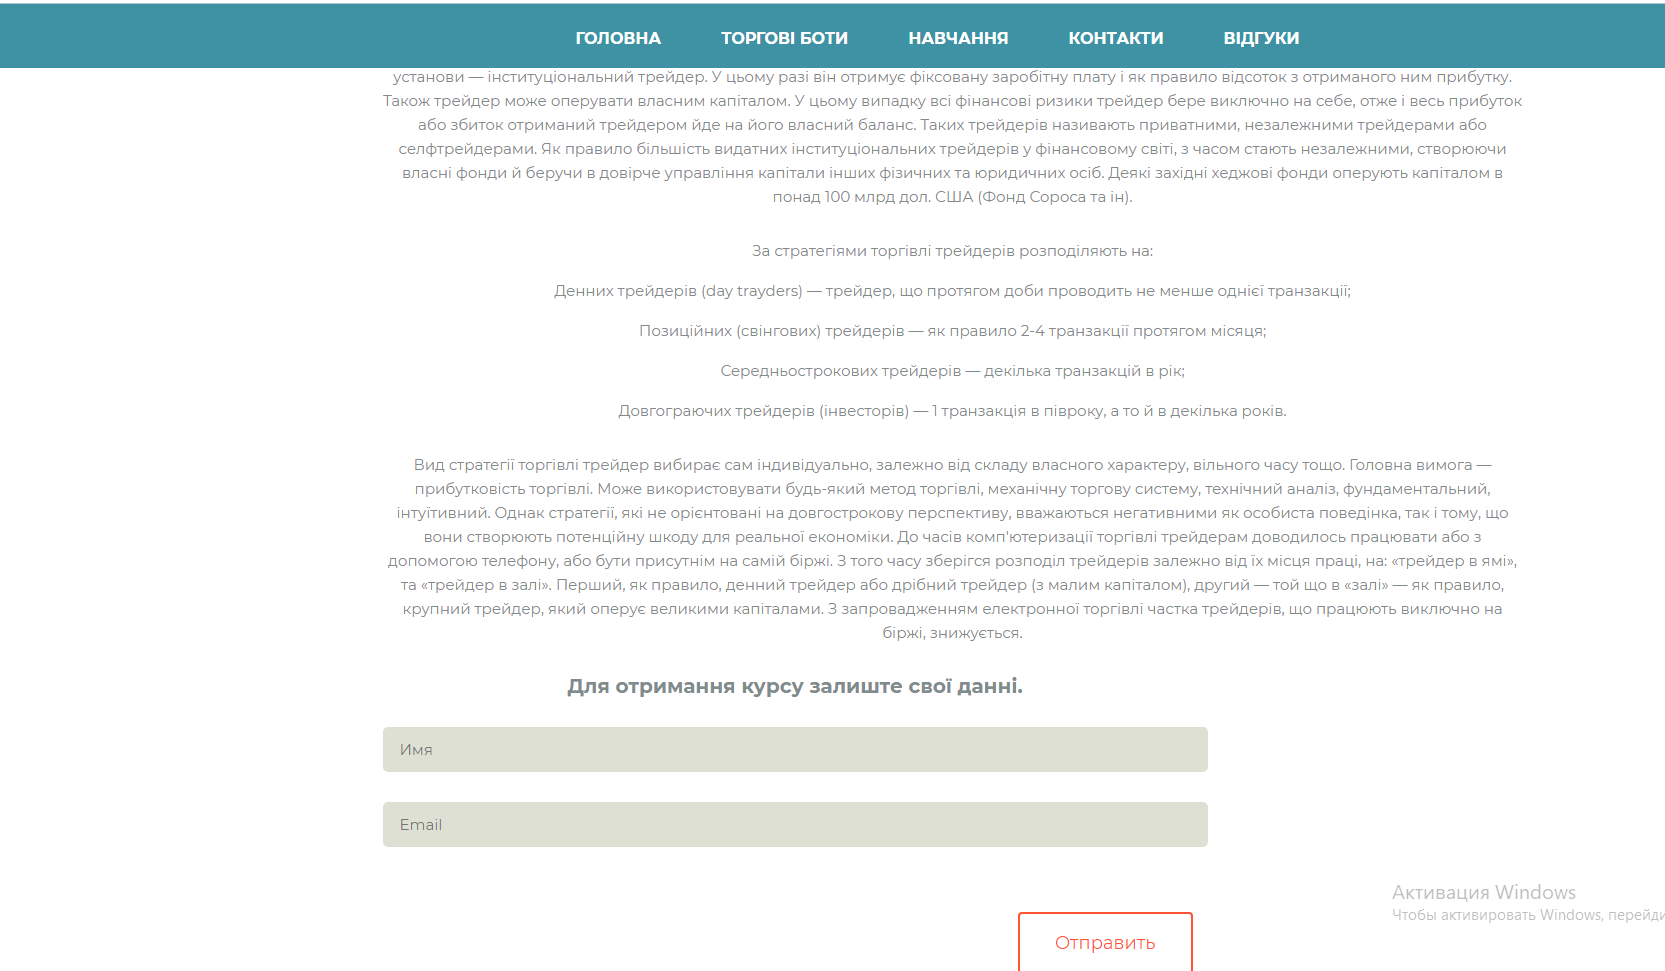 ГОЛОВНА ТОРГОВІ БОТИ НАВЧАННЯ КОНТАКТИ ВІДГУКИ
установи — інституціональний трейдер. У цьому разі він отримує фіксовану заробітну плату і як правило відсоток з отриманого ним прибутку.
Також трейдер може оперувати власним капіталом. У цьому випадку всі фінансові ризики трейдер бере виключно на себе, отже і весь прибуток
або збиток отриманий трейдером йде на його власний баланс. Таких трейдерів називають приватними, незалежними трейдерами або
селфтрейдерами. Як правило більшість видатних інституціональних трейдерів у фінансовому світі, з часом стають незалежними, створюючи
власні фонди й беручи в довірче управління капітали інших фізичних та юридичних осіб. Деякі західні хеджові фонди оперують капіталом в
понад 100 млрд дол. США (Фонд Сороса та ін).
За стратегіями торгівлі трейдерів розподіляють на:
Денних трейдерів (day trayders) — трейдер, що протягом доби проводить не менше однієї транзакції;
Позиційних (свінгових) трейдерів — як правило 2-4 транзакції протягом місяця;
Середньострокових трейдерів — декілька транзакцій в рік;
Довгограючих трейдерів (інвесторів) — 1 транзакція в півроку, а то й в декілька років.
Вид стратегії торгівлі трейдер вибирає сам індивідуально, залежно від складу власного характеру, вільного часу тощо. Головна вимога —
прибутковість торгівлі. Може використовувати будь-який метод торгівлі, механічну торгову систему, технічний аналіз, фундаментальний,
інтуїтивний. Однак стратегії, які не орієнтовані на довгострокову перспективу, вважаються негативними як особиста поведінка, так і тому, що
вони створюють потенційну шкоду для реальної економіки. До часів комп'ютеризації торгівлі трейдерам доводилось працювати або з
допомогою телефону, або бути присутнім на самій біржі. З того часу зберігся розподіл трейдерів залежно від їх місця праці, на: «трейдер в ямі»,
та «трейдер в залі». Перший, як правило, денний трейдер або дрібний трейдер (з малим капіталом), другий — той що в «залі» — як правило,
крупний трейдер, який оперує великими капіталами. З запровадженням електронної торгівлі частка трейдерів, що працюють виключно на
біржі, знижується.
Для отримання курсу залиште свої данні.
Имя
Email
Отправить
Активация Windows
Чтобы активировать Windows, перейди